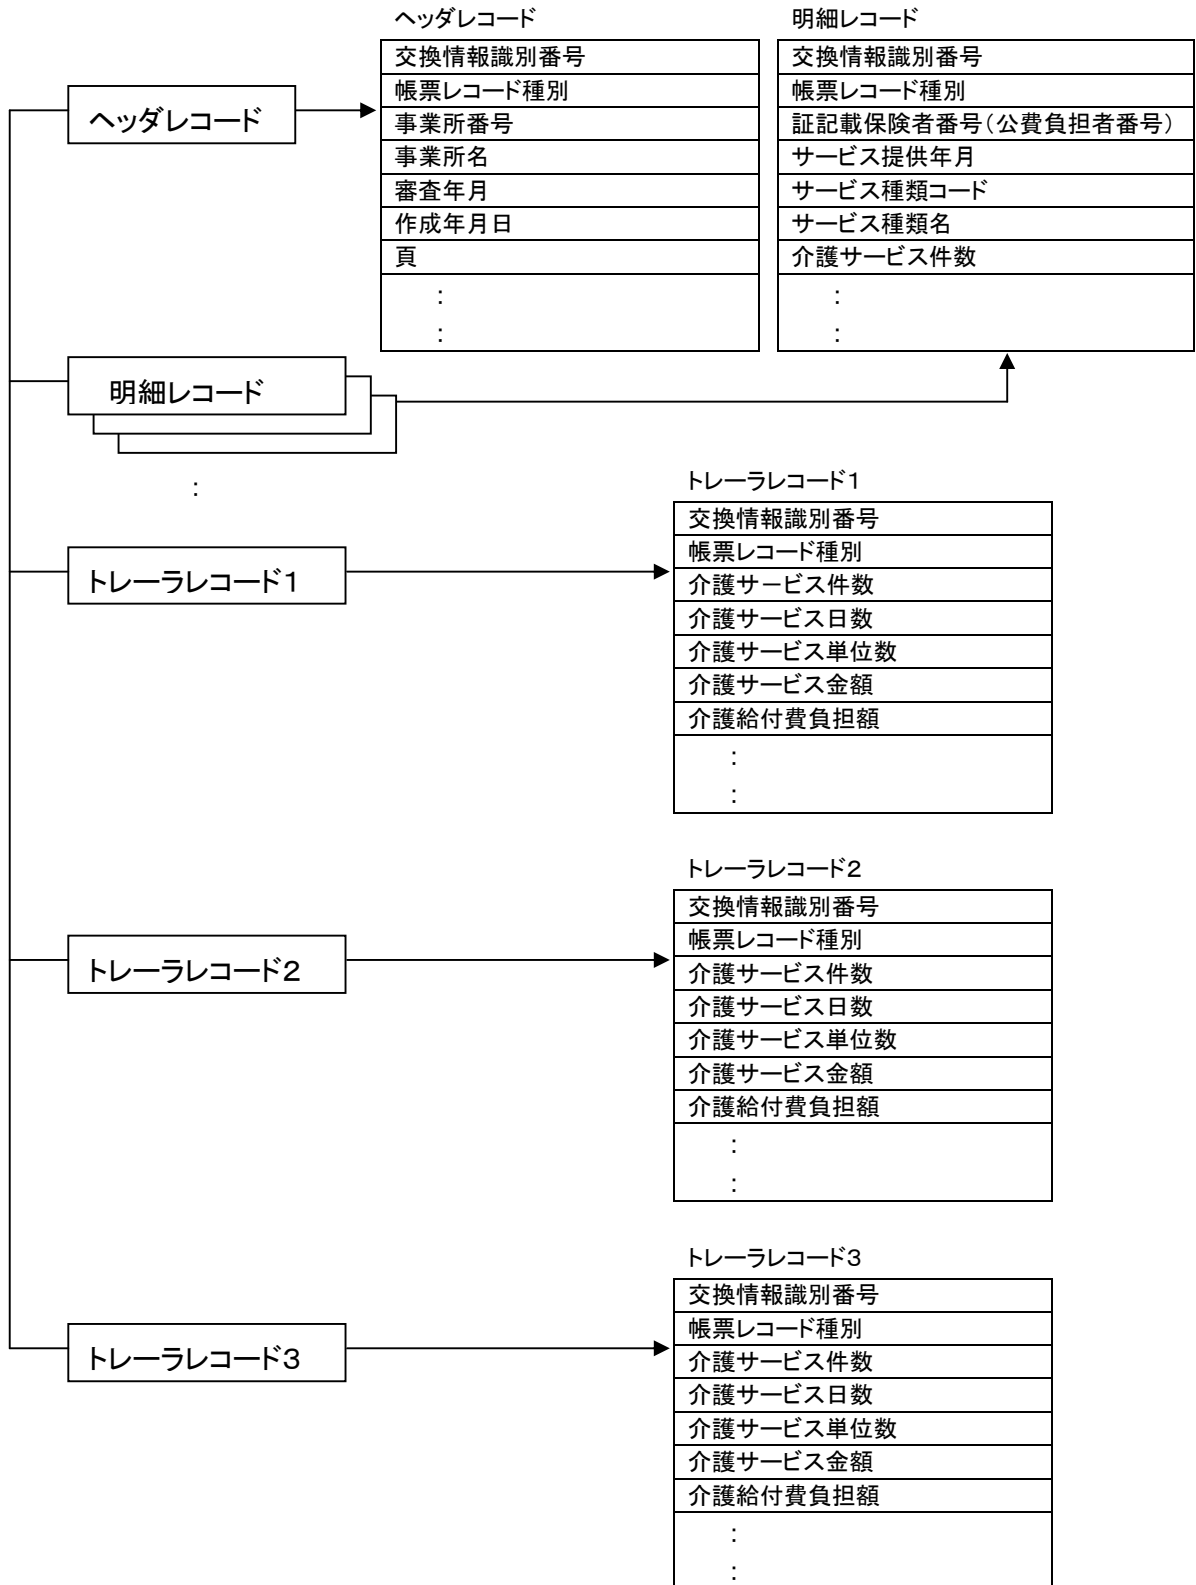 ヘッダレコード
交換情報識別番号
帳票レコード種別
事業所番号
事業所名
審査年月
作成年月日
頁
:
:
明細レコード
交換情報識別番号
帳票レコード種別
証記載保険者番号(公費負担者番号)
サービス提供年月
サービス種類コード
サービス種類名
介護サービス件数
:
:
ヘッダレコード
明細レコード
:
トレーラレコード1
トレーラレコード1
交換情報識別番号
帳票レコード種別
介護サービス件数
介護サービス日数
介護サービス単位数
介護サービス金額
介護給付費負担額
:
:
トレーラレコード2
トレーラレコード2
交換情報識別番号
帳票レコード種別
介護サービス件数
介護サービス日数
介護サービス単位数
介護サービス金額
介護給付費負担額
:
:
トレーラレコード3
トレーラレコード3
交換情報識別番号
帳票レコード種別
介護サービス件数
介護サービス日数
介護サービス単位数
介護サービス金額
介護給付費負担額
:
: